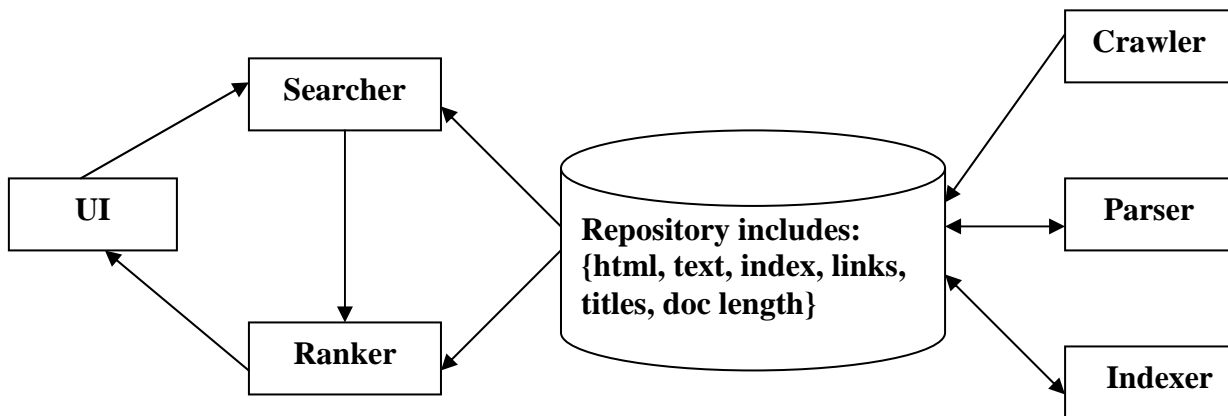 Crawler
Searcher
UI
Parser
Repository includes:
{html, text, index, links,
titles, doc length}
Ranker
Indexer